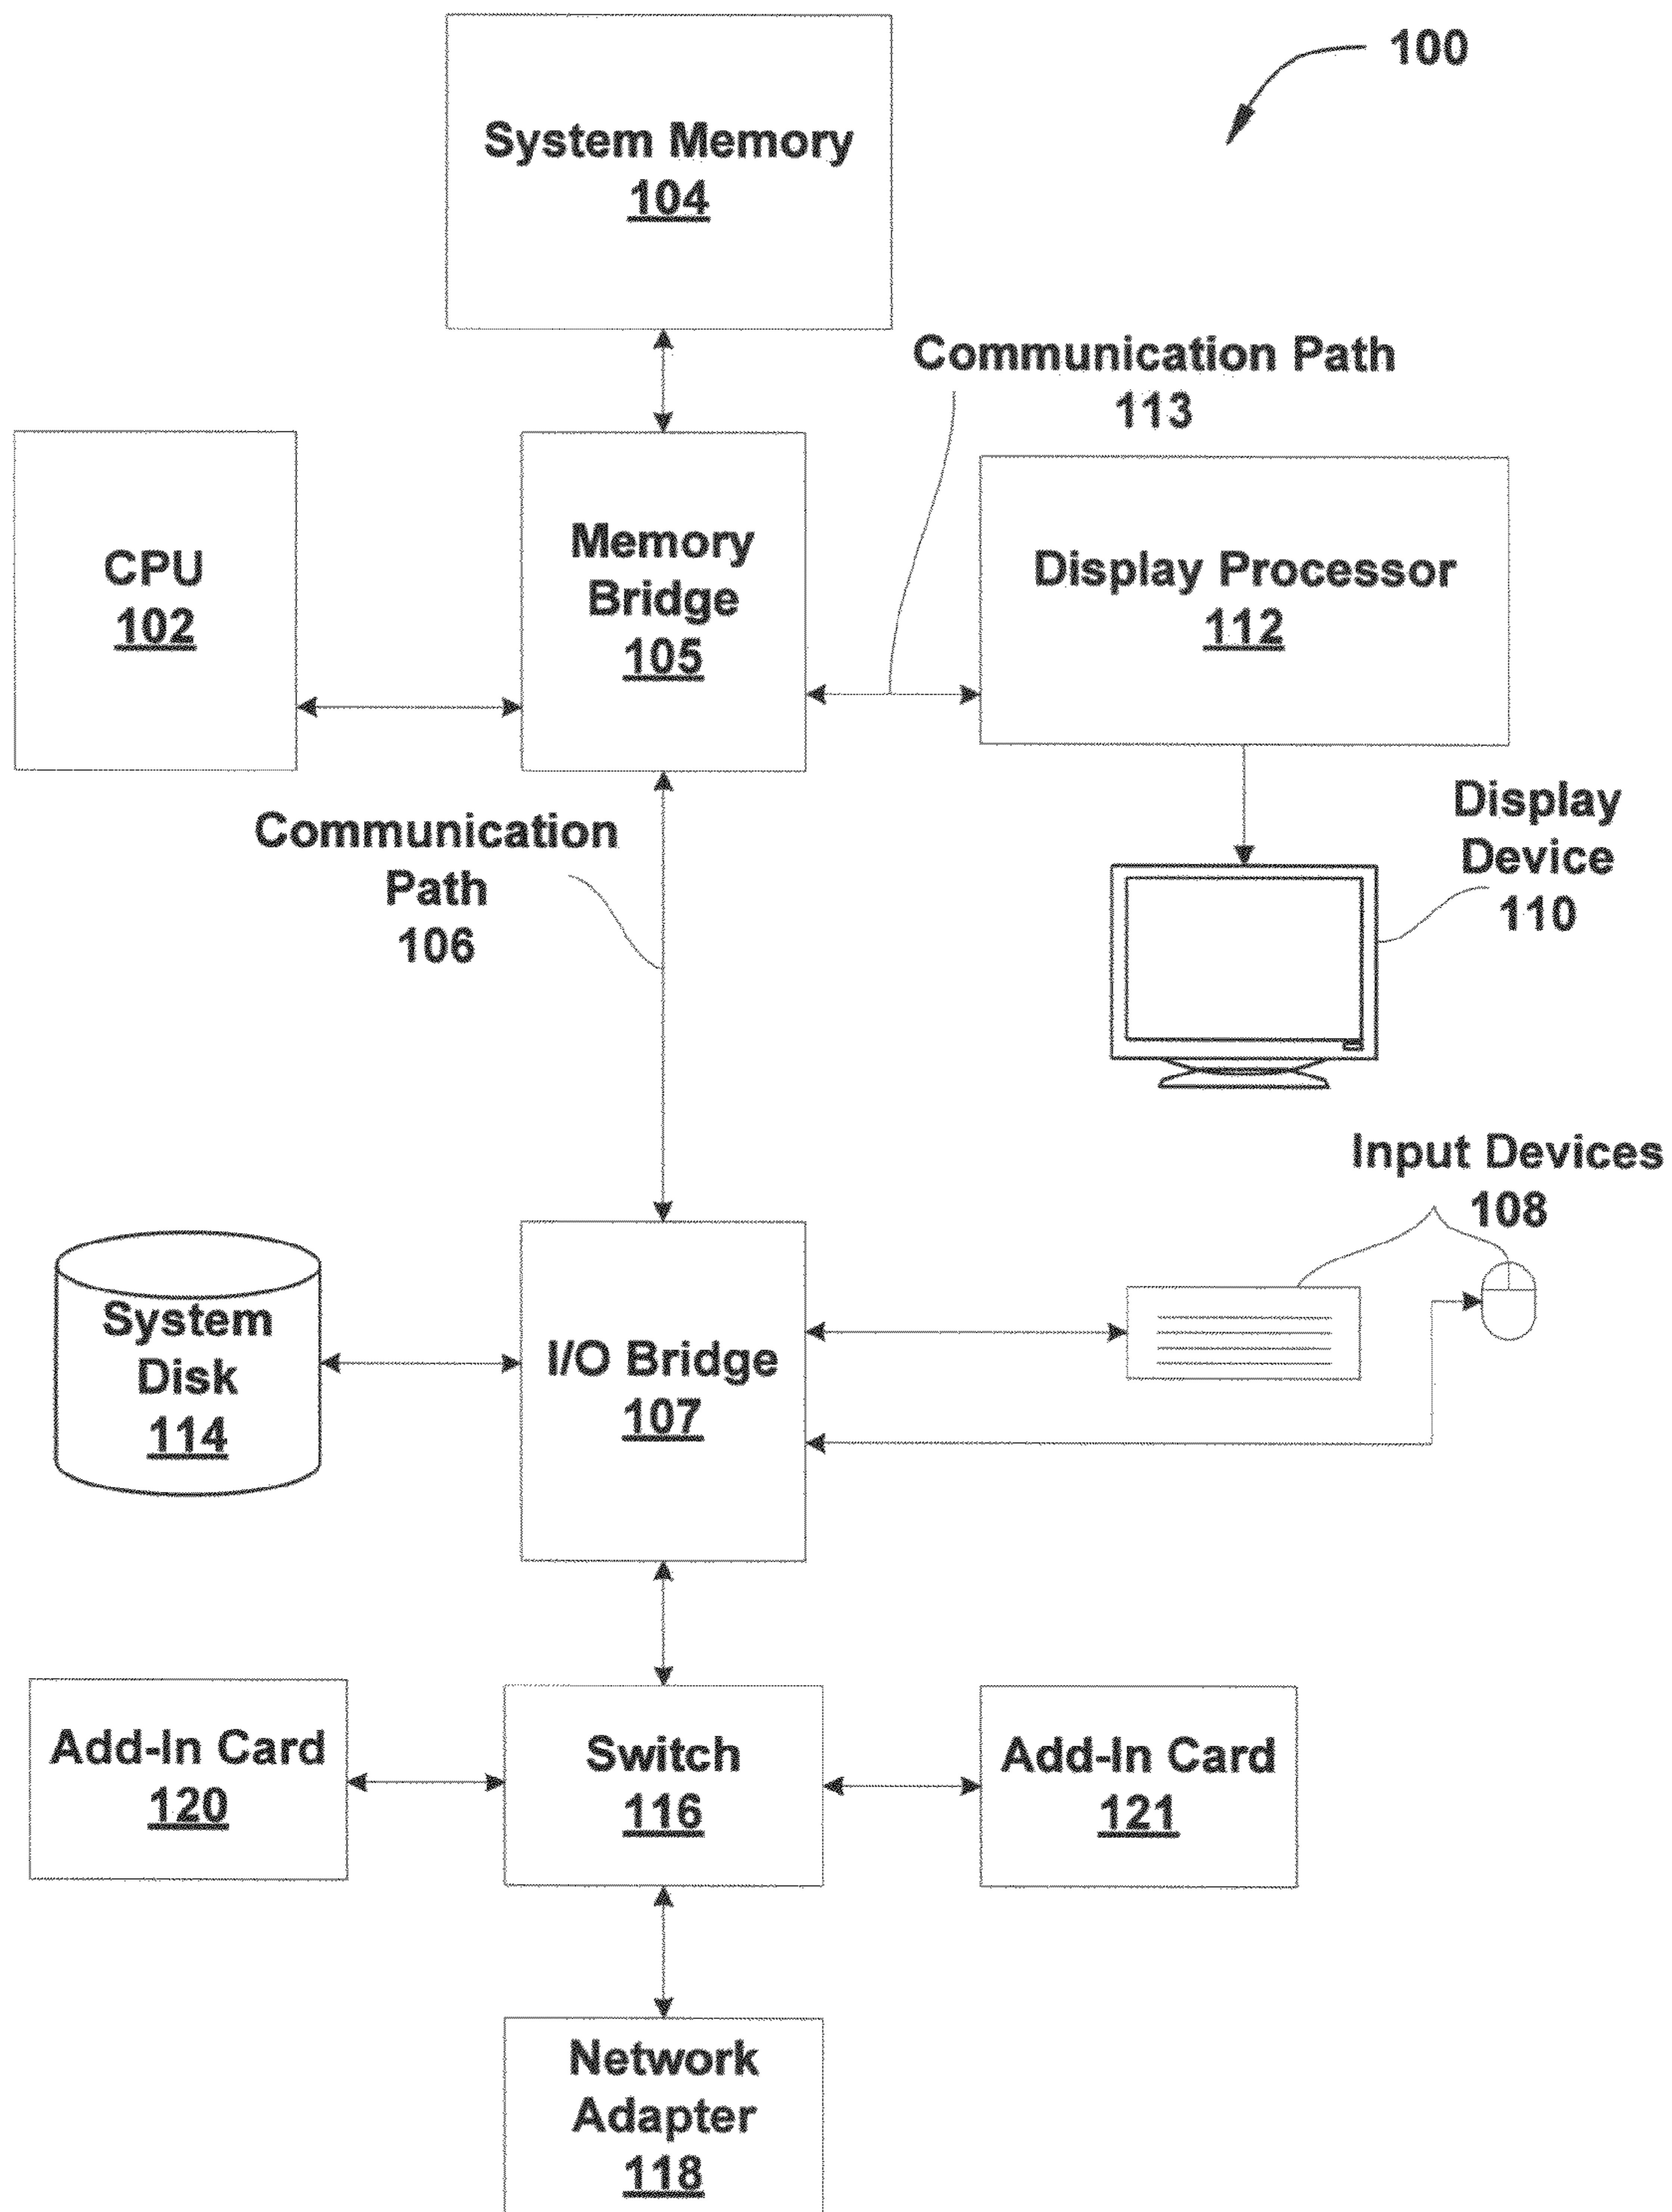 100
System Memory
104
Communication Path
113
CPU
102
Memory
Bridge
105
Display Processor
112
Communication
Path
106
Display
Device
110
Input Devices
108
System
Disk
114
I/O Bridge
107
Add-In Card
120
Switch
116
Add-In Card
121
Network
Adapter
118